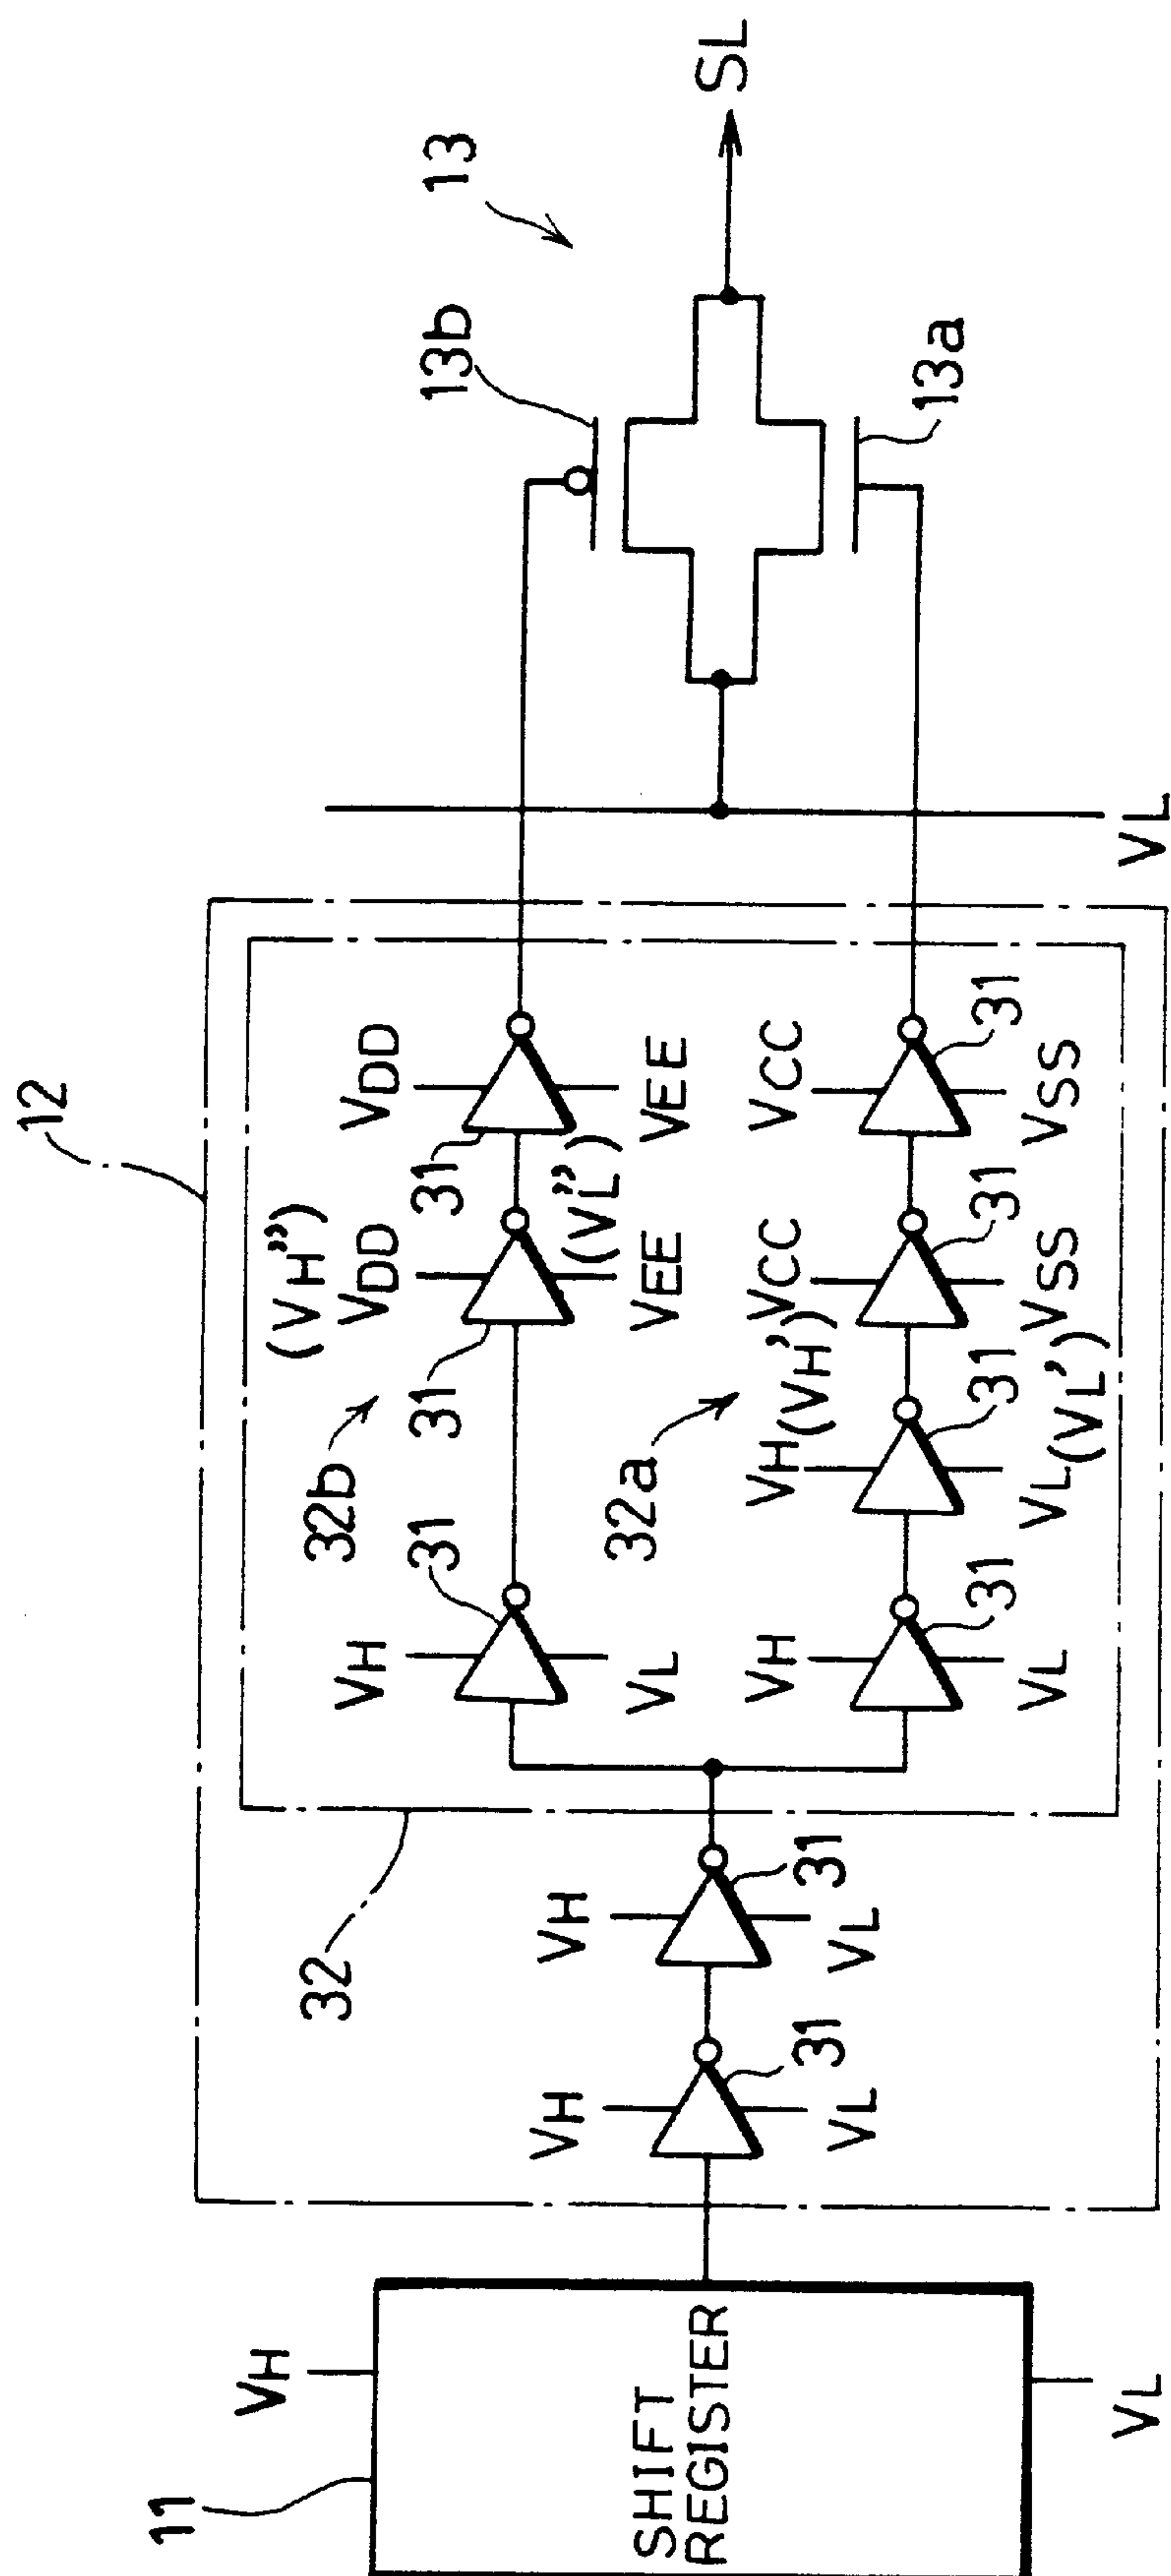 11
VH
SHIFT
REGISTER
VL
12
32
VH
31
VL
VH
31
VL
32b
VH
31
VL
(VH")
VDD
31
VEE
(VL")
VDD
31
VEE
32a
VH
31
VL
VH(VH')
31
VL(VL')
VCC
31
VSS
VCC
31
VSS
VL
13
13b
13a
SL